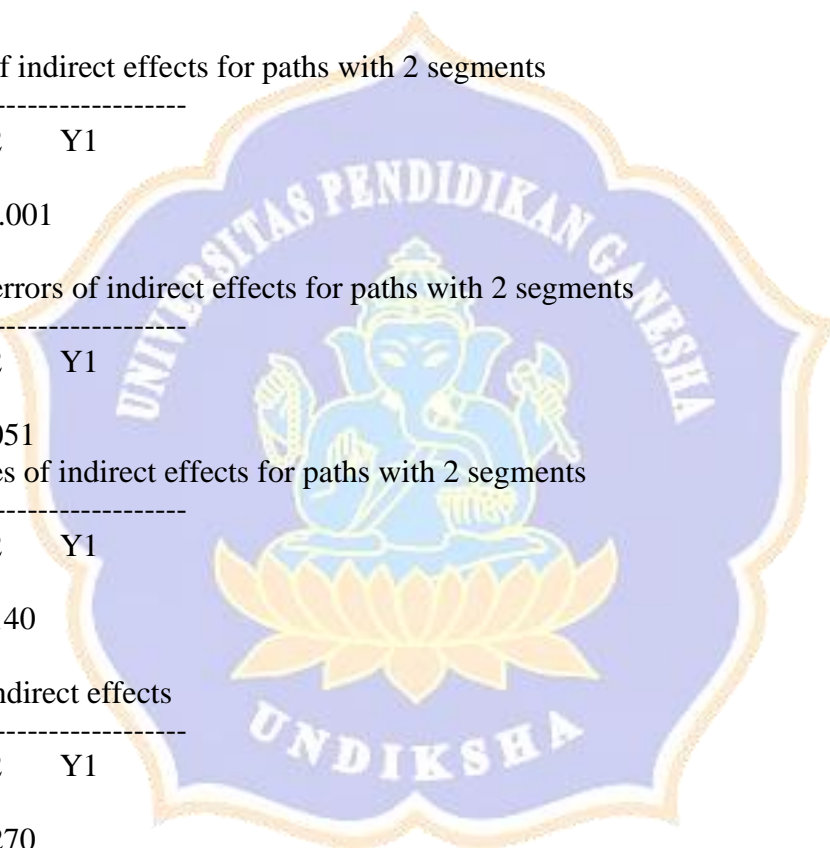 f indirect effects for paths with 2 segments
------------------
Y1
.001
errors of indirect effects for paths with 2 segments
------------------
Y1
051
es of indirect effects for paths with 2 segments
------------------
Y1
40
ndirect effects
------------------
Y1
270
UNIVERSITAS PENDIDIKAN GANESHA
UNDIKSHA